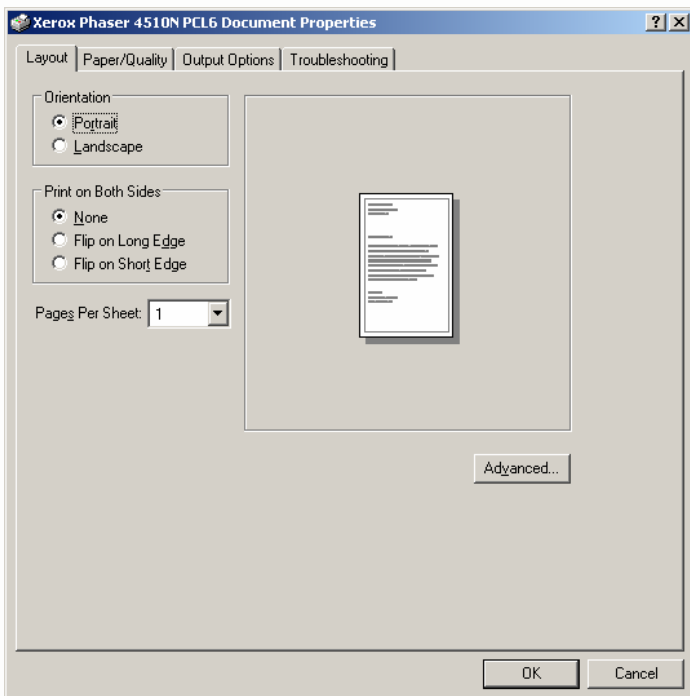 Xerox Phaser 4510N PCL6 Document Properties
Layout Paper/Quality Output Options Troubleshooting
Orientation
Portrait
Landscape
Print on Both Sides
None
Flip on Long Edge
Flip on Short Edge
Pages Per Sheet: 1
Advanced...
OK Cancel